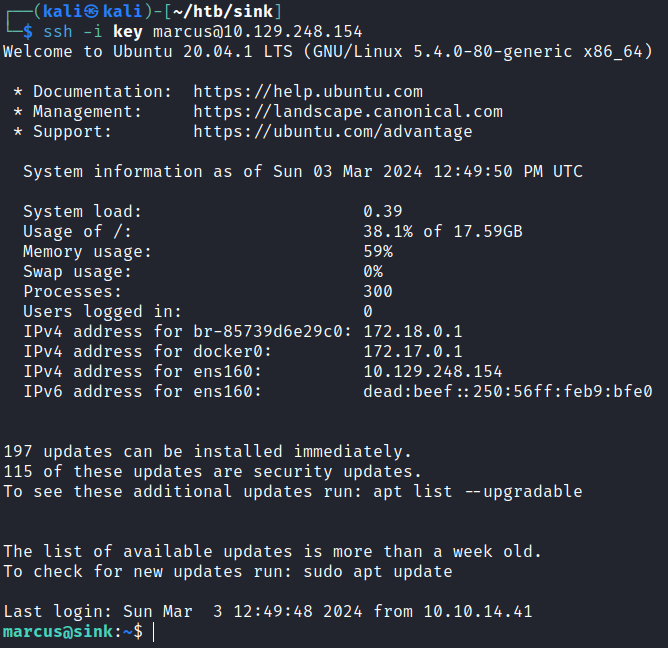 ┌──(kali㉿kali)-[~/htb/sink]
└─$ ssh -i key marcus@10.129.248.154
Welcome to Ubuntu 20.04.1 LTS (GNU/Linux 5.4.0-80-generic x86_64)

 * Documentation:  https://help.ubuntu.com
 * Management:     https://landscape.canonical.com
 * Support:        https://ubuntu.com/advantage

  System information as of Sun 03 Mar 2024 12:49:50 PM UTC

  System load:                      0.39
  Usage of /:                       38.1% of 17.59GB
  Memory usage:                     59%
  Swap usage:                       0%
  Processes:                        300
  Users logged in:                  0
  IPv4 address for br-85739d6e29c0: 172.18.0.1
  IPv4 address for docker0:         172.17.0.1
  IPv4 address for ens160:          10.129.248.154
  IPv6 address for ens160:          dead:beef::250:56ff:feb9:bfe0


197 updates can be installed immediately.
115 of these updates are security updates.
To see these additional updates run: apt list --upgradable


The list of available updates is more than a week old.
To check for new updates run: sudo apt update

Last login: Sun Mar  3 12:49:48 2024 from 10.10.14.41
marcus@sink:~$